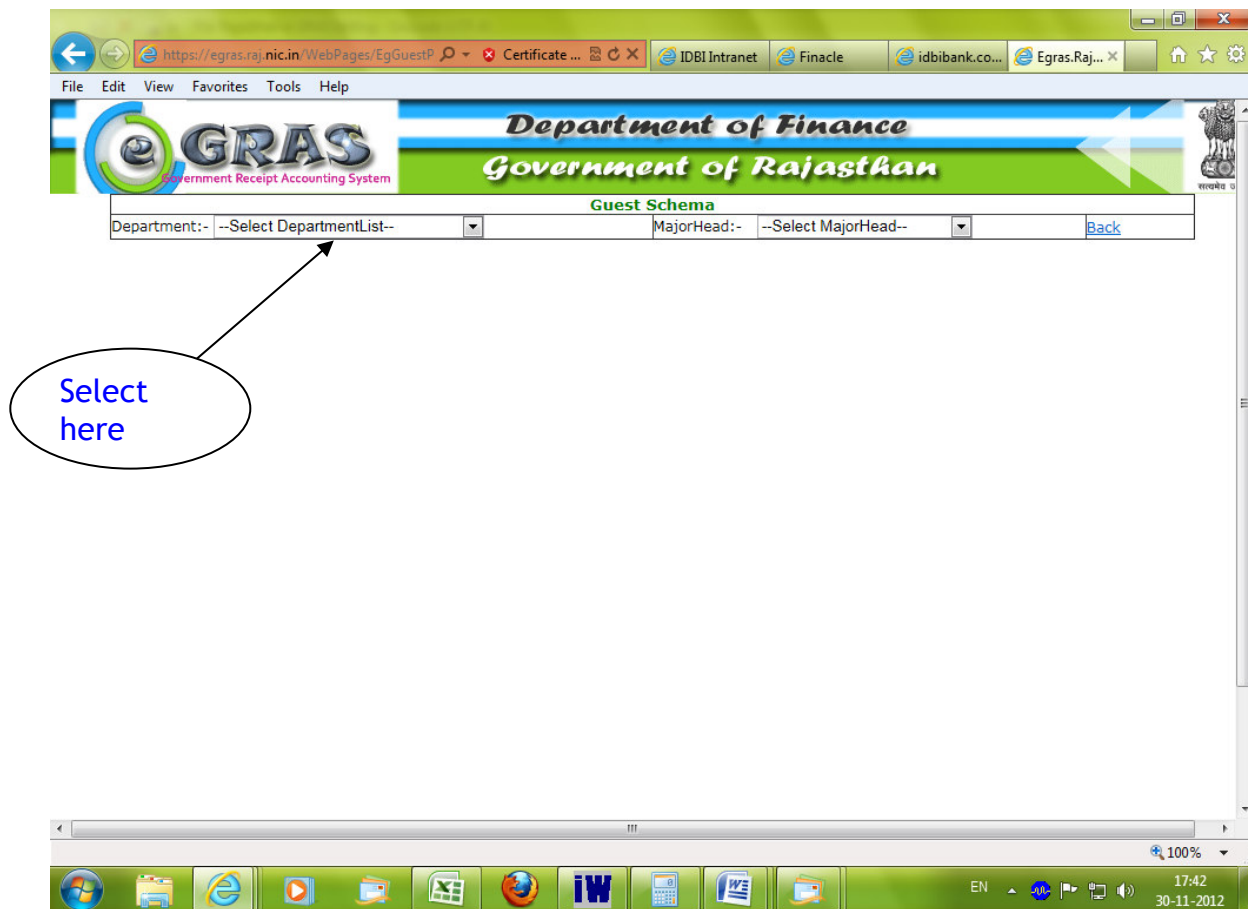 https://egras.raj.nic.in/WebPages/EgGuestP
Certificate ...
IDBI Intranet
Finacle
idbibank.co...
Egras.Raj...
File Edit View Favorites Tools Help
e GRAS
Government Receipt Accounting System
Department of Finance
Government of Rajasthan
Guest Schema
Department:- --Select DepartmentList-- MajorHead:- --Select MajorHead-- Back
Select
here
100%
EN
17:42
30-11-2012